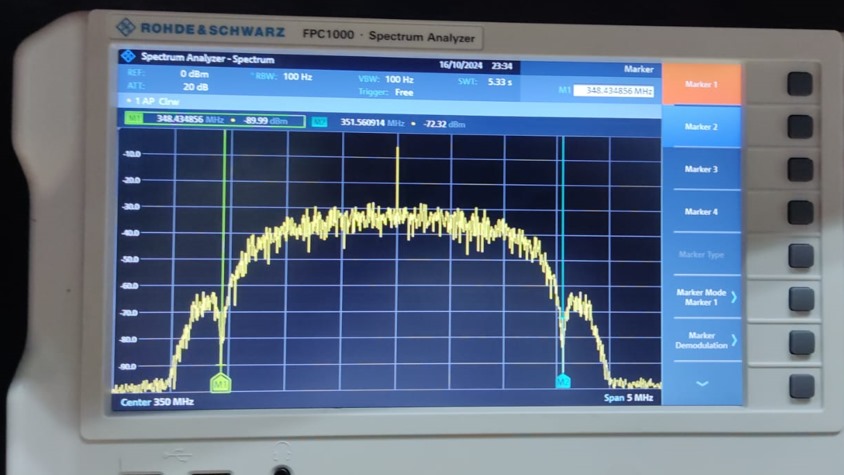 ROHDE & SCHWARZ FPC1000 · Spectrum Analyzer
Spectrum Analyzer - Spectrum 16/10/2024 23:34 Marker
REF: 0 dBm * RBW: 100 Hz VBW: 100 Hz SWT: 5.33 s M1 348.434856 MHz
ATT: 20 dB Trigger: Free
1 AP Clrw
M1 348.434856 MHz -89.99 dBm 351.560914 MHz -72.32 dBm
-10.0
-20.0
-30.0
-40.0
-50.0
-60.0
-70.0
-80.0
-90.0
M1
Center 350 MHz Span 5 MHz
Marker 1
Marker 2
Marker 3
Marker 4
Marker Type
Marker Mode
Marker 1
Marker
Demodulation